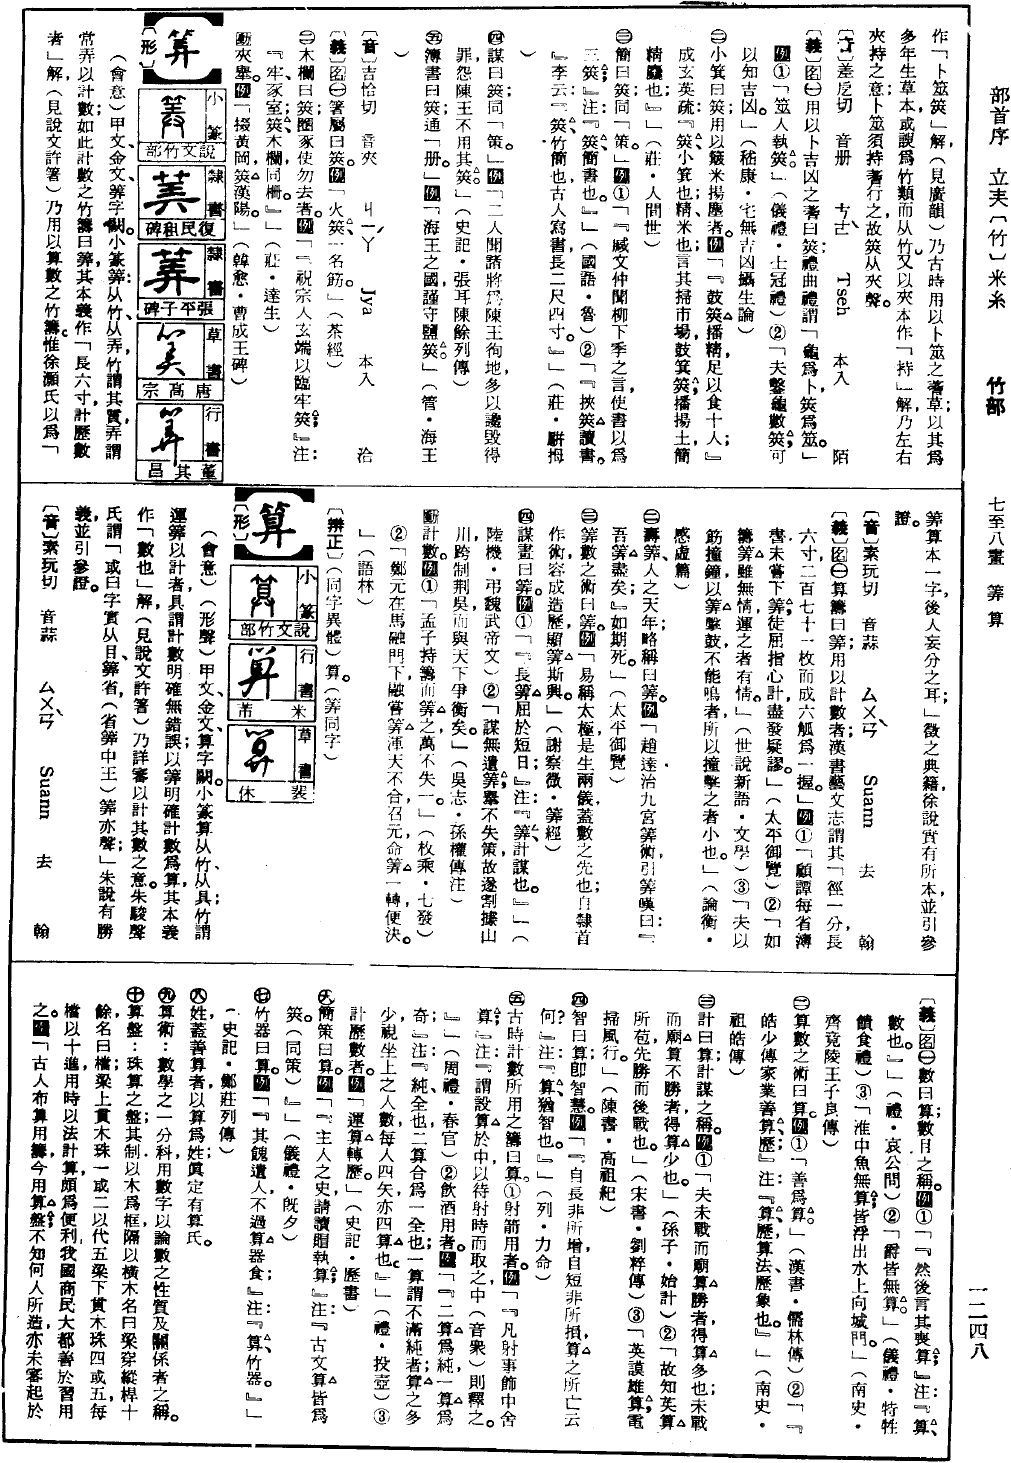 部首序 立夫〔竹〕米糸 竹部 七至八畫 筭 算 一二四八
作「卜筮筴」解（見廣韻）乃古時用以卜筮之蓍草；以其爲
多年生草本，或誤爲竹類而从竹；又以夾本作「持」解，乃左右
夾持之意；卜筮須持蓍行之，故筴从夾聲。
〔音〕差戹切 音册 ㄘㄜˋ Tseh 本入 陌
〔義〕名㊀用以卜吉凶之蓍曰筴；禮曲禮謂「龜爲卜，筴爲筮。」
例①「筮人執筴。」（儀禮・士冠禮）②「夫鑿龜數筴，可
以知吉凶。」（嵇康・宅無吉凶攝生論）
㊁小箕曰筴；用以簸米揚塵者。例「『鼓筴播精，足以食十人。』
成玄英疏：『筴，小箕也；精，米也；言其掃市場，鼓箕筴，播揚土，簡
精麤也。』」（莊・人間世）
㊂簡曰筴；同「策」。例①「『臧文仲聞柳下季之言，使書以爲
三筴。』注：『筴，簡書也。』」（國語・魯）②「『挾筴讀書。
『李云：『筴，竹簡也；古人寫書，長二尺四寸。』」（莊・駢拇
）
㊃謀曰筴；同「策」。例「二人聞諸將爲陳王徇地，多以讒毀得
罪，怨陳王不用其筴。」（史記・張耳陳餘列傳）
㊄簿書曰筴；通「册」。例「海王之國，謹守鹽筴。」（管・海王
）
〔音〕吉恰切 音夾 ㄐㄧㄚˊ Jya 本入 洽
〔義〕名㊀箸屬曰筴。例「火筴一名筯。」（茶經）
㊁木欄曰筴；圈豕使勿去者。例「『祝宗人玄端以臨牢筴。』注：
『牢，豕室；筴，木欄，同柵。』」（莊・達生）
動夾舉。例「掇黃岡，筴漢陽。」（韓愈・曹成王碑）
筭
〔形〕
小篆 說文竹部
隸書 復民租碑
隸書 張平子碑
草書 唐高宗
行書 董其昌
（會意）甲文、金文筭字闕，小篆筭：从竹、从弄，竹謂其質，弄謂
常弄以計數，如此計數之竹籌曰筭；其本義作「長六寸，計歷數
者」解（見說文許箸）乃用以算數之竹籌。惟徐灝氏以爲「
筭算本一字，後人妄分之耳；」徵之典籍，徐說實有所本，並引參
證。
〔音〕素玩切 音蒜 ㄙㄨㄢˋ Suann 去 翰
〔義〕名㊀算籌曰筭；用以計數者；漢書藝文志謂其「徑一分，長
六寸，二百七十一枚而成六觚，爲一握。」例①「顧譚每省簿
書，未嘗下筭，徒屈指心計，盡發疑謬。」（太平御覽）②「如
籌筭雖無情，運之者有情。」（世說新語・文學）③「夫以
筯撞鐘，以筭擊鼓，不能鳴者，所以撞擊之者小也。」（論衡・
感虛篇）
㊁壽筭，人之天年略稱曰筭。例「趙達治九宮筭術，引筭嘆曰：『
吾筭盡矣。』如期死。」（太平御覽）
㊂筭數之術曰筭。例「易稱太極，是生兩儀，蓋數之先也；自隸首
作術，容成造歷，賾筭斯興。」（謝察微・筭經）
㊃謀畫曰筭。例①「『長筭屈於短日。』注：『筭，計謀也。』」（
陸機・弔魏武帝文）②「謀無遺筭，舉不失策，故遂割據山
川，跨制荆吳，而與天下爭衡矣。」（吳志・孫權傳注）
動計數。例①「孟子持籌而筭之，萬不失一。」（枚乘・七發）
②「鄭元在馬融門下，融嘗筭渾天不合，召元命筭，一轉便決。
」（語林）
〔辨正〕（同字異體）算（筭同字）
算
〔形〕
小篆 說文竹部
行書 米芾
草書 裴休
（會意）（形聲）甲文、金文算字闕，小篆算：从竹、从具，竹謂
運筭以計者，具謂計數明確無錯誤，以筭明確計數爲算；其本義
作「數也」解（見說文許箸）乃詳審以計其數之意。朱駿聲
氏謂「或曰字實从目，筭省，（省筭中王）筭亦聲」朱說有勝
義，並引參證。
〔音〕素玩切 音蒜 ㄙㄨㄢˋ Suann 去 翰
〔義〕名㊀數曰算；數目之稱。例①「『然後言其喪算。』注：『算，
數也。』」（禮・哀公問）②「爵皆無算。」（儀禮・特牲
饋食禮）③「淮中魚無算，皆浮出水上，向城門。」（南史・
齊竟陵王子良傳）
㊁算數之術曰算。例①「善爲算。」（漢書・儒林傳）②「『
皓少傳家業，善算歷。』注：『算歷，算法歷象也。』」（南史・
祖皓傳）
㊂計曰算；計謀之稱。例①「夫未戰而廟算勝者，得算多也；未戰
而廟算不勝者，得算少也。」（孫子・始計）②「故知英算
所苞，先勝而後戰也。」（宋書・劉粹傳）③「英謨雄算，電
掃風行。」（陳書・高祖紀）
㊃智曰算；卽智慧。例「『自長非所增，自短非所損，算之所亡云
何？』注：『算，猶智也。』」（列・力命）
㊄古時計數所用之籌曰算。①射箭用者。例「『凡射事飾中舍
算。』注：『謂設算於中，以待射時而取之，中（音衆）則釋之。
』」（周禮・春官）②飲酒用者。例「『二算爲純，一算爲
奇。』注：『純，全也，二算合爲一全也；一算謂不滿純者；算之多
少，視坐上之人數，每人四矢，亦四算也。』」（禮・投壺）③
計歷數者。例「運算轉歷。」（史記・歷書）
㊅簡策曰算。例「『主人之史請讀賵，執算。』注：『古文算皆爲
筴（同策）。』」（儀禮・旣夕）
㊆竹器曰算。例「『其餽遺人，不過算器食。』注：『算，竹器。』」
（史記・鄭莊列傳）
㊇姓，蓋善算者以算爲姓；眞定有算氏。
㊈算術：數學之一分科，用數字以論數之性質及關係者之稱。
㊉算盤：珠算之盤，其制以木爲框，隔以橫木，名曰梁，穿縱桿十
餘名曰檔，梁上貫木珠一或二，以代五，梁下貫木珠四或五，每
檔以十進，用時以法計算，頗爲便利，我國商民大都善於習用
之。例「古人布算用籌，今用算盤，不知何人所造，亦未審起於